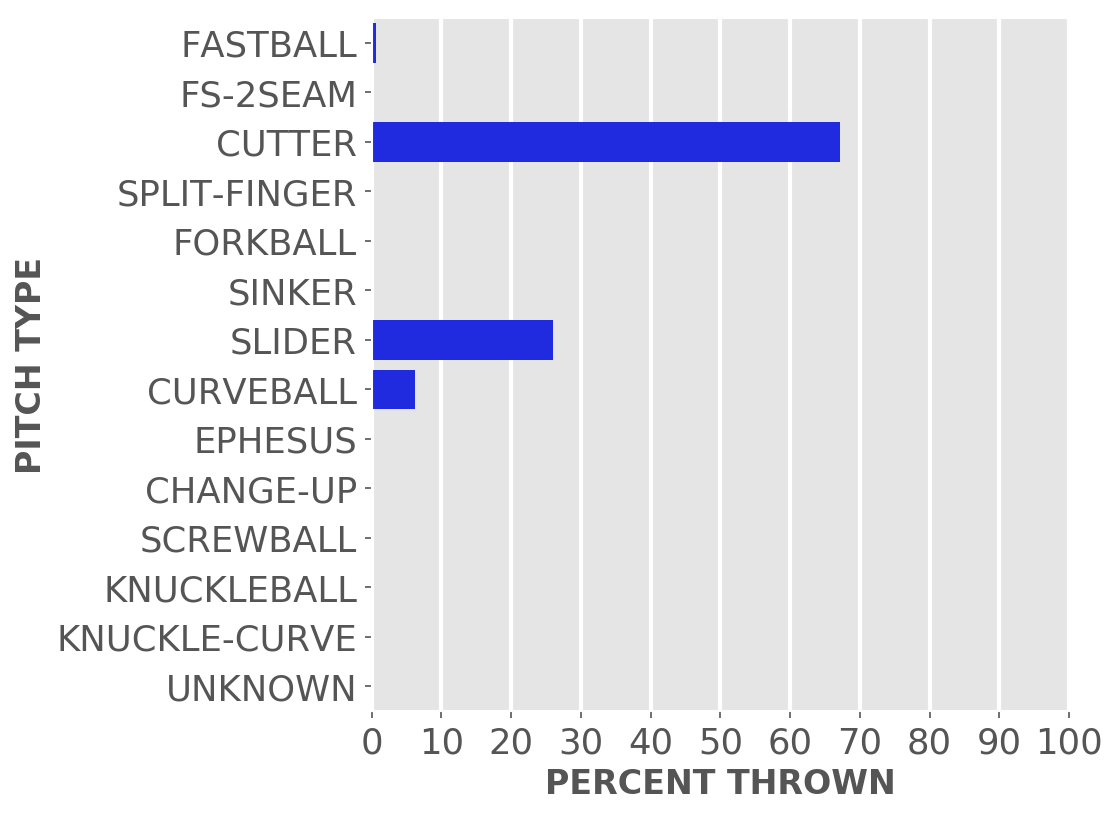 FASTBALL
FS-2SEAM
CUTTER
SPLIT-FINGER
FORKBALL
SINKER
SLIDER
CURVEBALL
EPHESUS
CHANGE-UP
SCREWBALL
KNUCKLEBALL
KNUCKLE-CURVE
UNKNOWN
PITCH TYPE
0 10 20 30 40 50 60 70 80 90 100
PERCENT THROWN